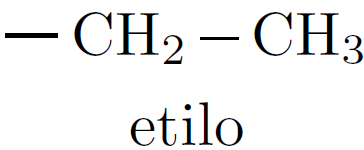 — CH₂ — CH₃
etilo